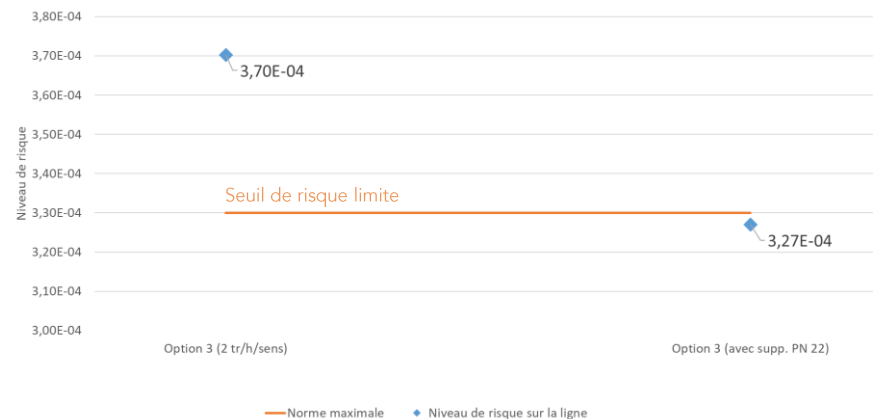 3,80E-04
3,70E-04
3,70E-04
3,60E-04
3,50E-04
Niveau de risque
3,40E-04
Seuil de risque limite
3,30E-04
3,20E-04
3,27E-04
3,10E-04
3,00E-04
Option 3 (2 tr/h/sens)
Option 3 (avec supp. PN 22)
Norme maximale
Niveau de risque sur la ligne